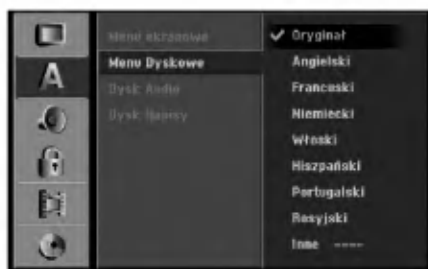 A
Menu ekranowe
Menu Dyskowe
Dysk Audio
Dysk Napisy
✔ Oryginał
Angielski
Francuski
Niemiecki
Włoski
Hiszpański
Portugalski
Rosyjski
Inne ----